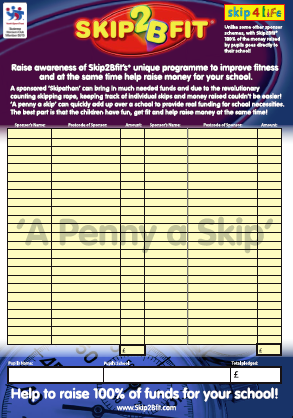 SKIP2BFIT
skip 4 life
Unlike some other sponsor
schemes, with Skip2Bfit®
100% of the money raised
by pupils goes directly to
their school!
Raise awareness of Skip2Bfit's® unique programme to improve fitness
and at the same time help raise money for your school.
A sponsored 'Skipathon' can bring in much needed funds and due to the revolutionary
counting skipping rope, keeping track of individual skips and money raised couldn't be easier!
'A penny a skip' can quickly add up over a school to provide real funding for school necessities.
The best part is that the children have fun, get fit and help raise money at the same time!
Sponsor's Name: Postcode of Sponsor: Amount: Sponsor's Name: Postcode of Sponsor: Amount:
'A Penny a Skip'
£ £
Pupil's Name: School: Total pledged:
£
Help to raise 100% of funds for your school!
www.Skip2Bfit.com